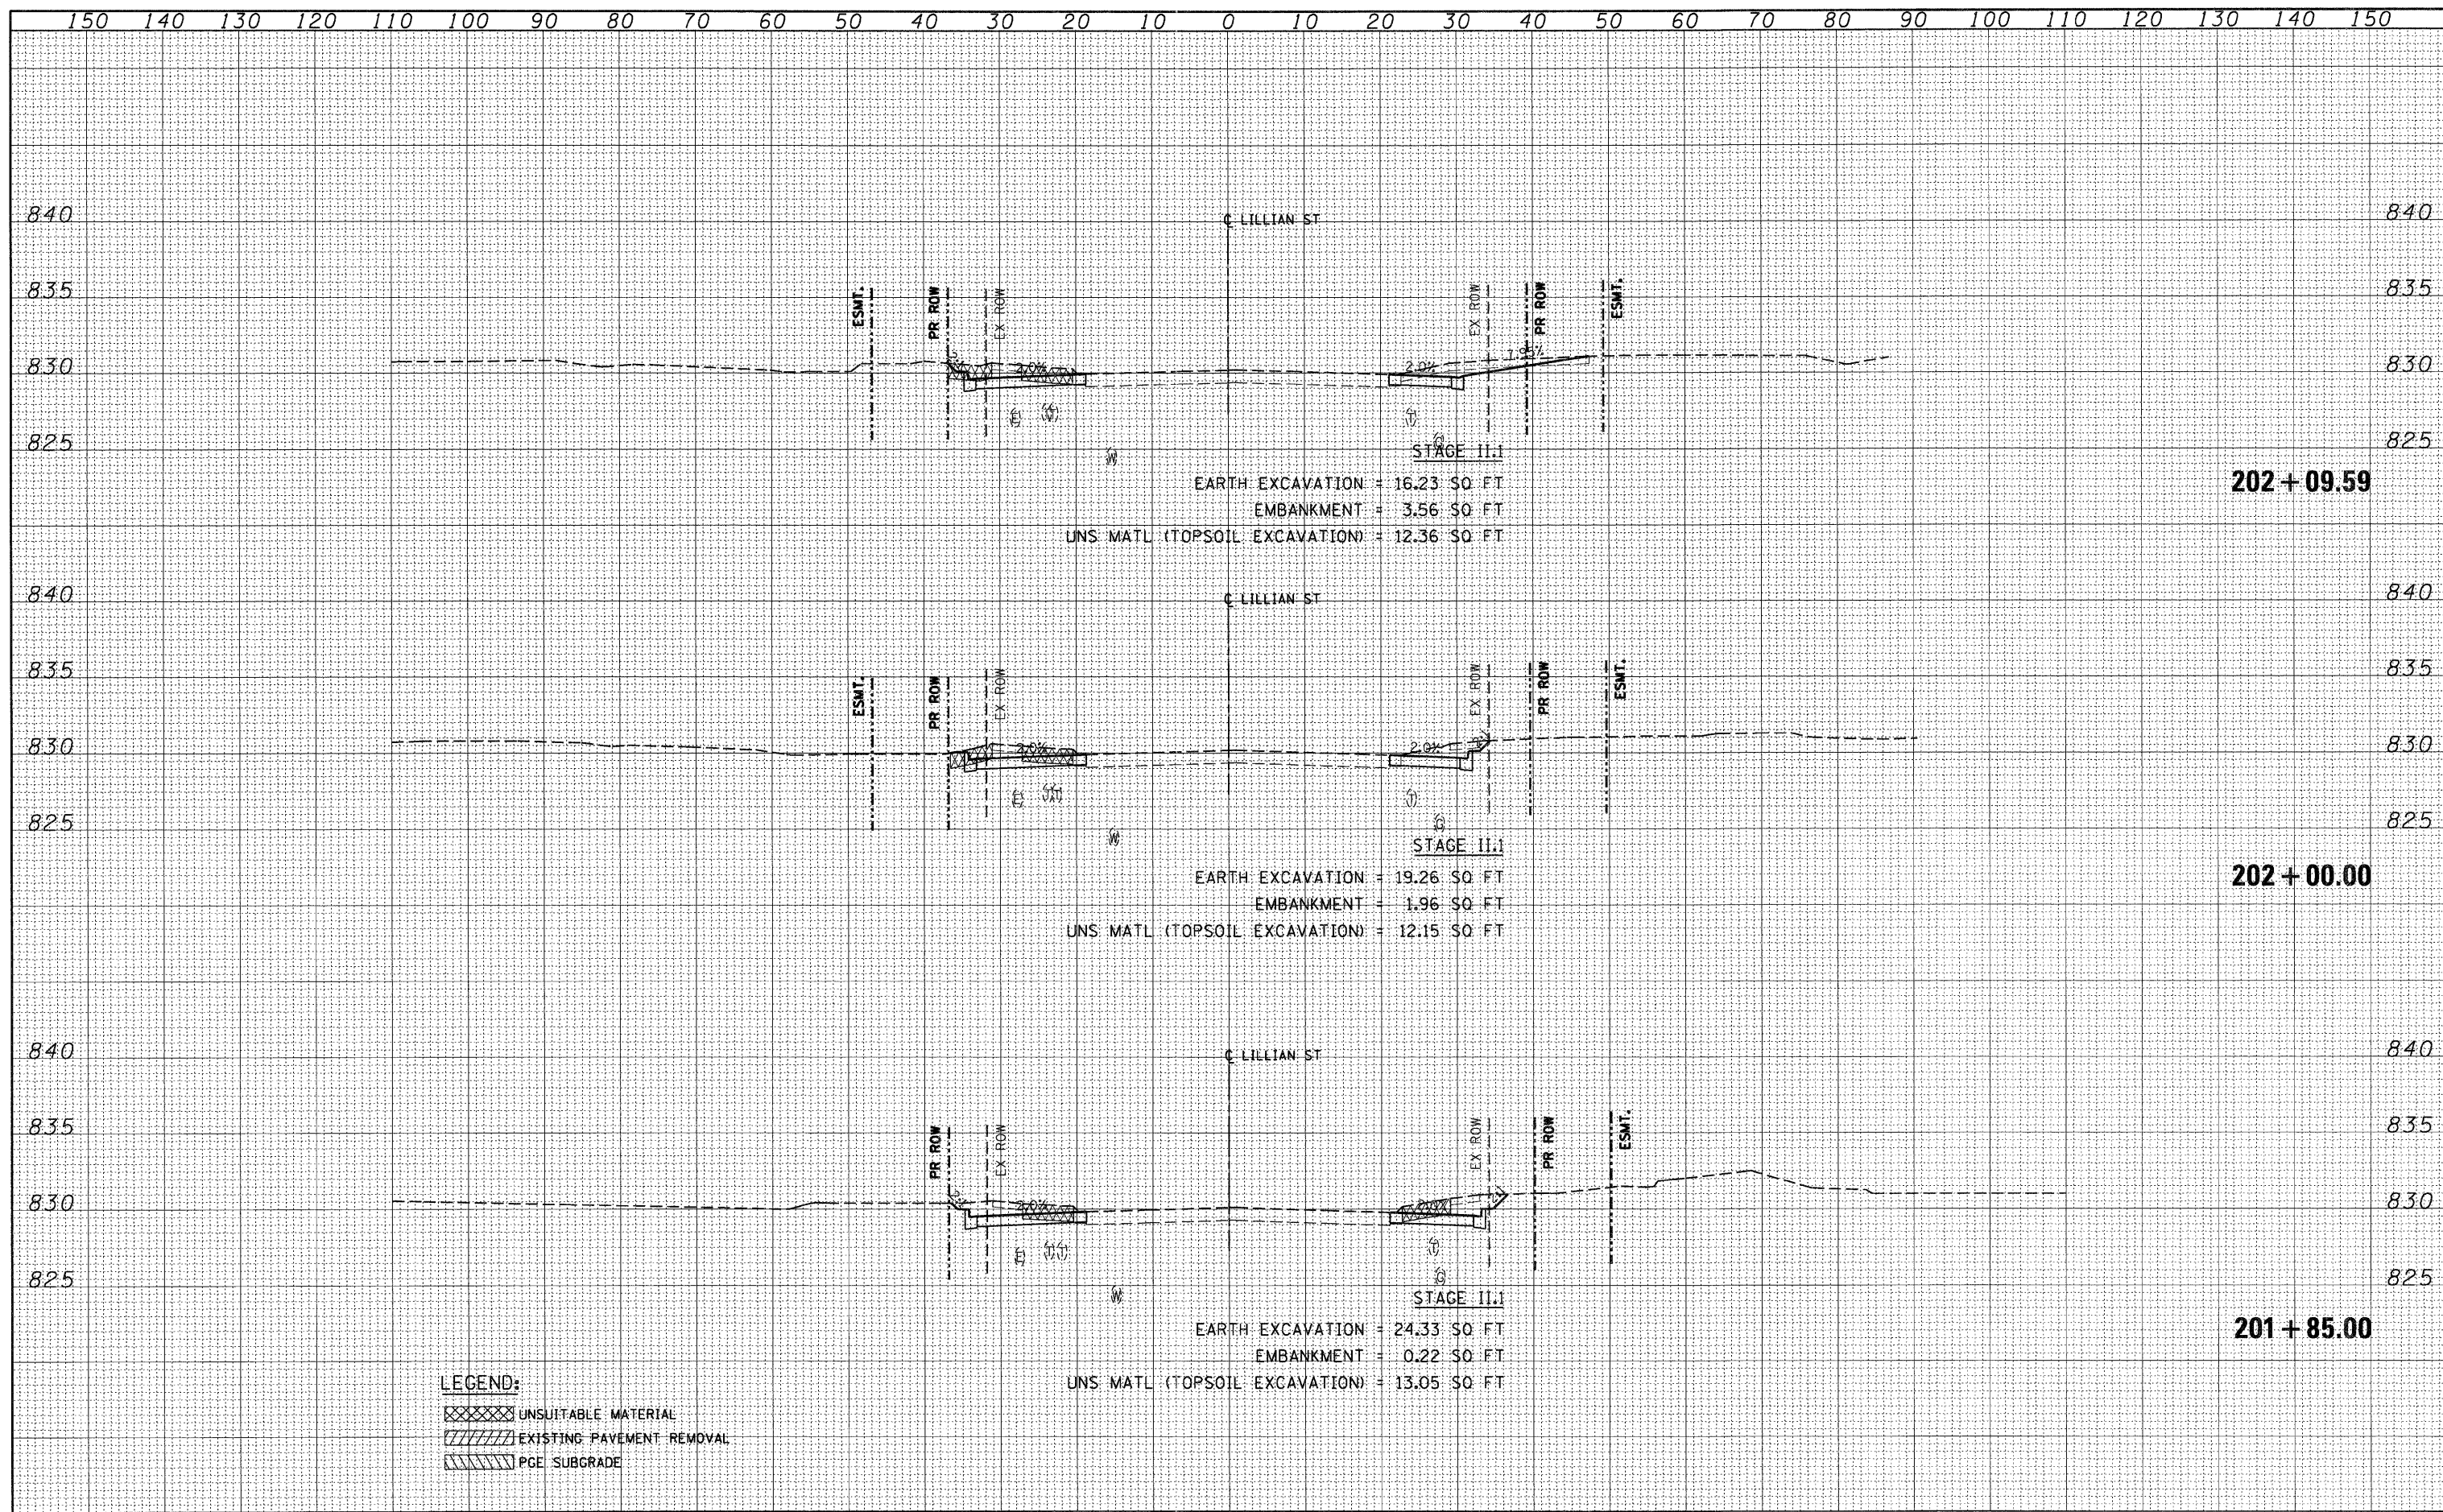 150 140 130 120 110 100 90 80 70 60 50 40 30 20 10 0 10 20 30 40 50 60 70 80 90 100 110 120 130 140 150
840 840
℄ LILLIAN ST
835 835
ESMT. PR ROW EX ROW EX ROW PR ROW ESMT.
830 2.0% 2.0% 1.95% 830
E T G W
825 825
STAGE II.1
EARTH EXCAVATION = 16.23 SQ FT
202+09.59
EMBANKMENT = 3.56 SQ FT
UNS MATL (TOPSOIL EXCAVATION) = 12.36 SQ FT
840 840
℄ LILLIAN ST
835 835
ESMT. PR ROW EX ROW EX ROW PR ROW ESMT.
830 2.0% 2.0% 830
E T T T G W
825 825
STAGE II.1
EARTH EXCAVATION = 19.26 SQ FT
202+00.00
EMBANKMENT = 1.96 SQ FT
UNS MATL (TOPSOIL EXCAVATION) = 12.15 SQ FT
840 840
℄ LILLIAN ST
835 835
PR ROW EX ROW EX ROW PR ROW ESMT.
830 2.0% 830
E T T T G W
825 825
STAGE II.1
EARTH EXCAVATION = 24.33 SQ FT
201+85.00
EMBANKMENT = 0.22 SQ FT
UNS MATL (TOPSOIL EXCAVATION) = 13.05 SQ FT
LEGEND:
UNSUITABLE MATERIAL
EXISTING PAVEMENT REMOVAL
PGE SUBGRADE